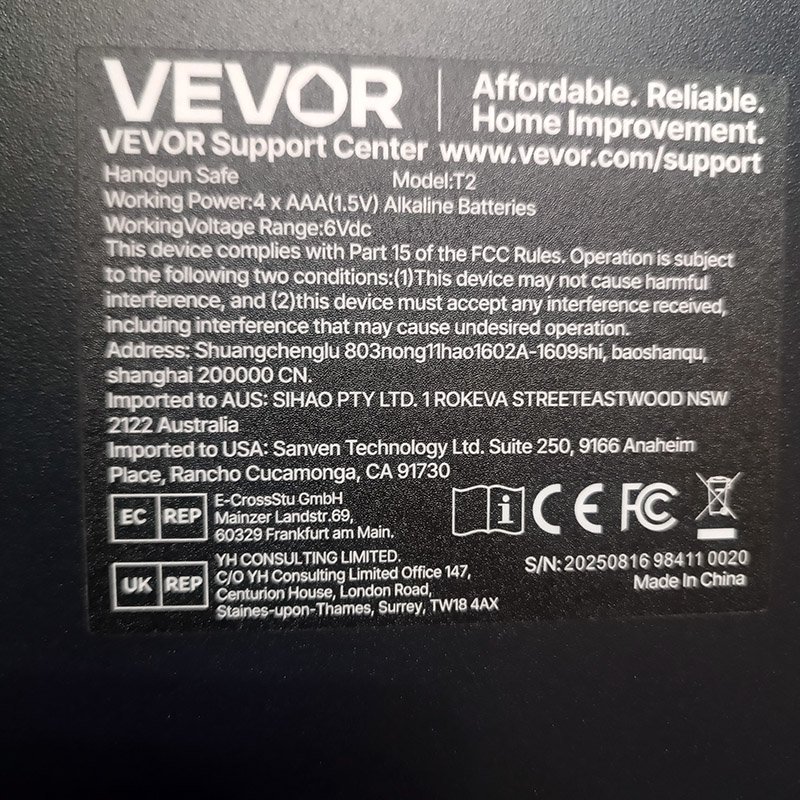 VEVOR
Affordable. Reliable.
Home Improvement.
VEVOR Support Center www.vevor.com/support
Handgun Safe Model:T2
Working Power:4 x AAA(1.5V) Alkaline Batteries
WorkingVoltage Range:6Vdc
This device complies with Part 15 of the FCC Rules. Operation is subject
to the following two conditions:(1)This device may not cause harmful
interference, and (2)this device must accept any interference received,
including interference that may cause undesired operation.
Address: Shuangchenglu 803nong11hao1602A-1609shi, baoshanqu,
shanghai 200000 CN.
Imported to AUS: SIHAO PTY LTD. 1 ROKEVA STREETEASTWOOD NSW
2122 Australia
Imported to USA: Sanven Technology Ltd. Suite 250, 9166 Anaheim
Place, Rancho Cucamonga, CA 91730
EC REP
E-CrossStu GmbH
Mainzer Landstr.69,
60329 Frankfurt am Main.
UK REP
YH CONSULTING LIMITED.
C/O YH Consulting Limited Office 147,
Centurion House, London Road,
Staines-upon-Thames, Surrey, TW18 4AX
i CE FC
S/N: 20250816 98411 0020
Made In China